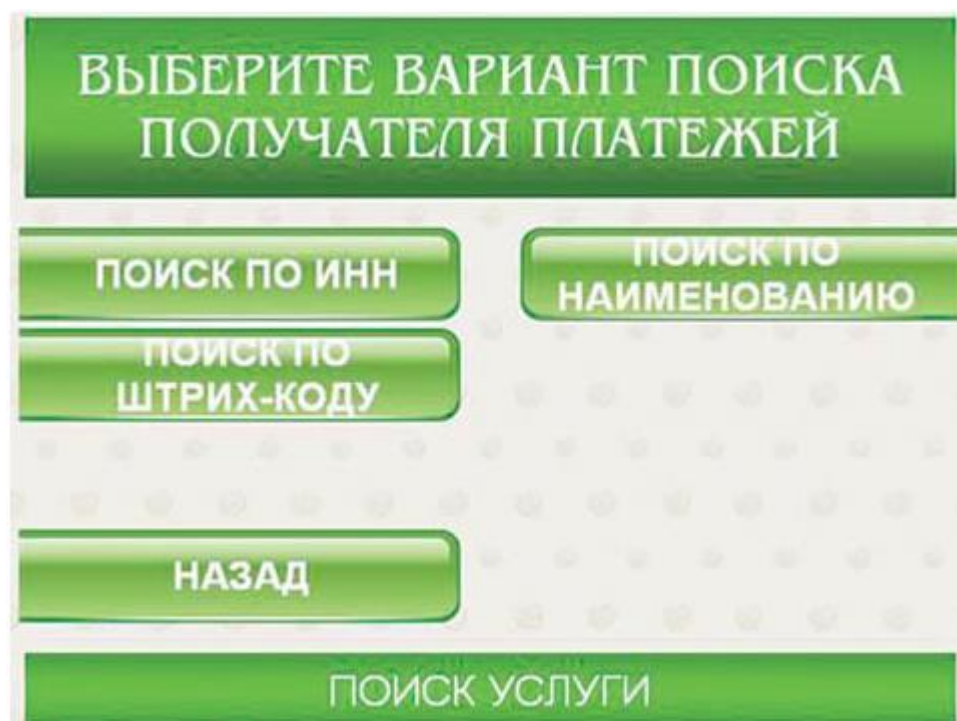 ВЫБЕРИТЕ ВАРИАНТ ПОИСКА
ПОЛУЧАТЕЛЯ ПЛАТЕЖЕЙ
ПОИСК ПО ИНН
ПОИСК ПО
НАИМЕНОВАНИЮ
ПОИСК ПО
ШТРИХ-КОДУ
НАЗАД
ПОИСК УСЛУГИ